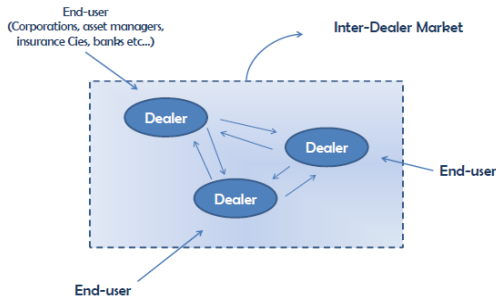 End-user
(Corporations, asset managers,
insurance Cies, banks etc...)
Inter-Dealer Market
Dealer
Dealer
Dealer
End-user
End-user